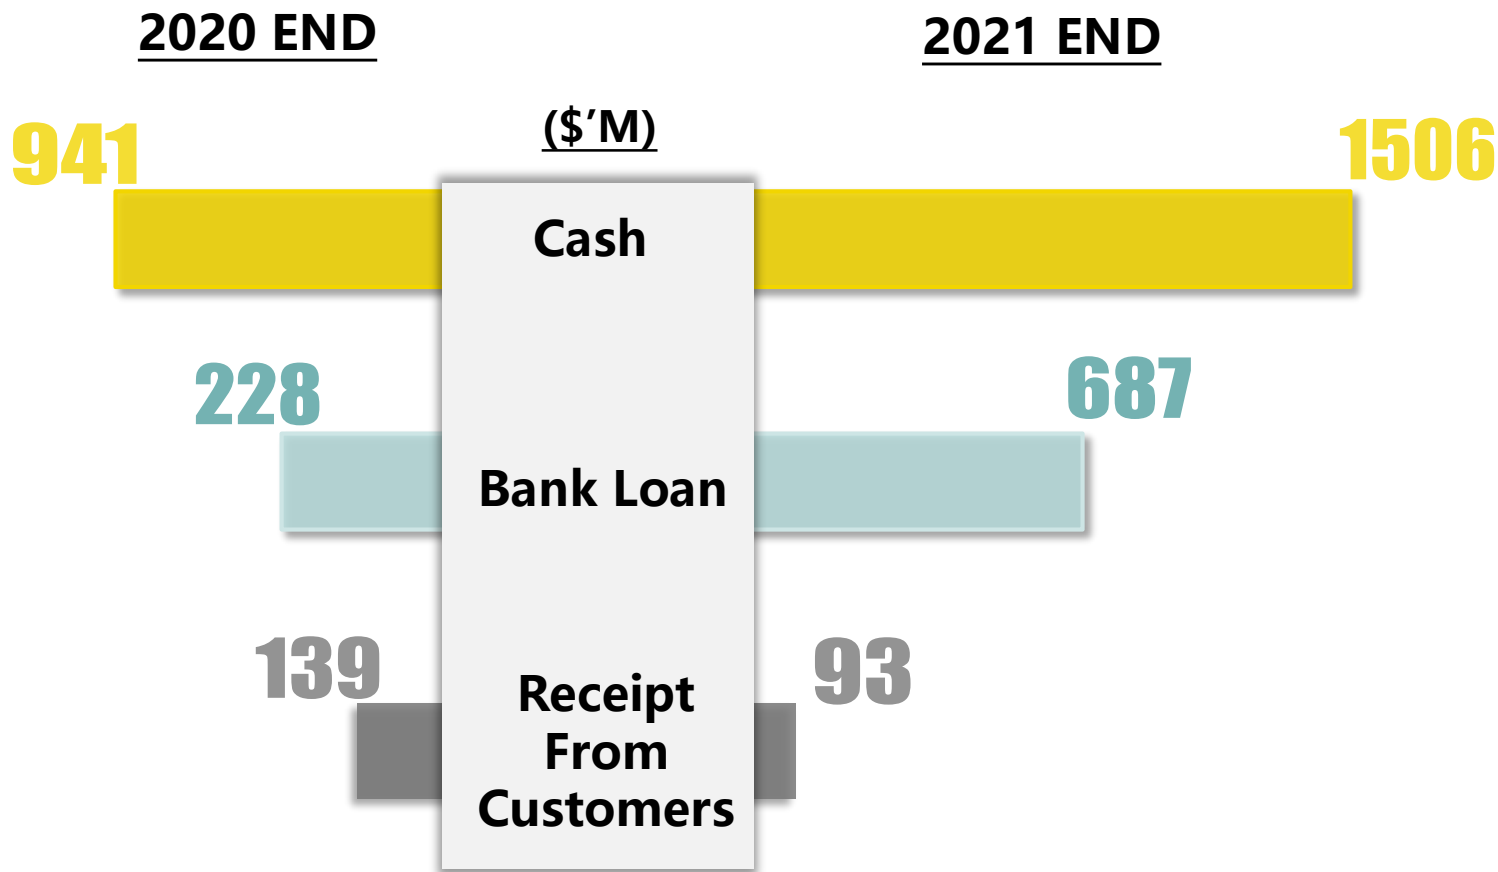 2020 END
2021 END
($’M)
941
1506
Cash
228
687
Bank Loan
139
93
Receipt
From
Customers